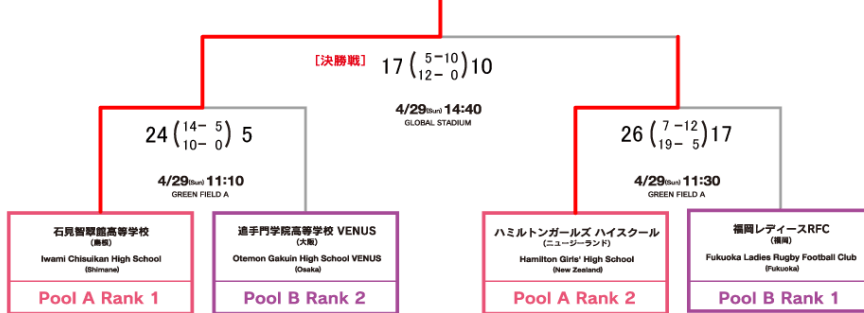 [決勝戦] 17 ( 5-10 12- 0 ) 10
4/29(Sun) 14:40
GLOBAL STADIUM
24 ( 14- 5 10- 0 ) 5
4/29(Sun) 11:10
GREEN FIELD A
26 ( 7 -12 19- 5 ) 17
4/29(Sun) 11:30
GREEN FIELD A
石見智翠館高等学校
(島根)
Iwami Chisuikan High School
(Shimane)
Pool A Rank 1
追手門学院高等学校 VENUS
(大阪)
Otemon Gakuin High School VENUS
(Osaka)
Pool B Rank 2
ハミルトンガールズ ハイスクール
(ニュージーランド)
Hamilton Girls' High School
(New Zealand)
Pool A Rank 2
福岡レディースRFC
(福岡)
Fukuoka Ladies Rugby Football Club
(Fukuoka)
Pool B Rank 1